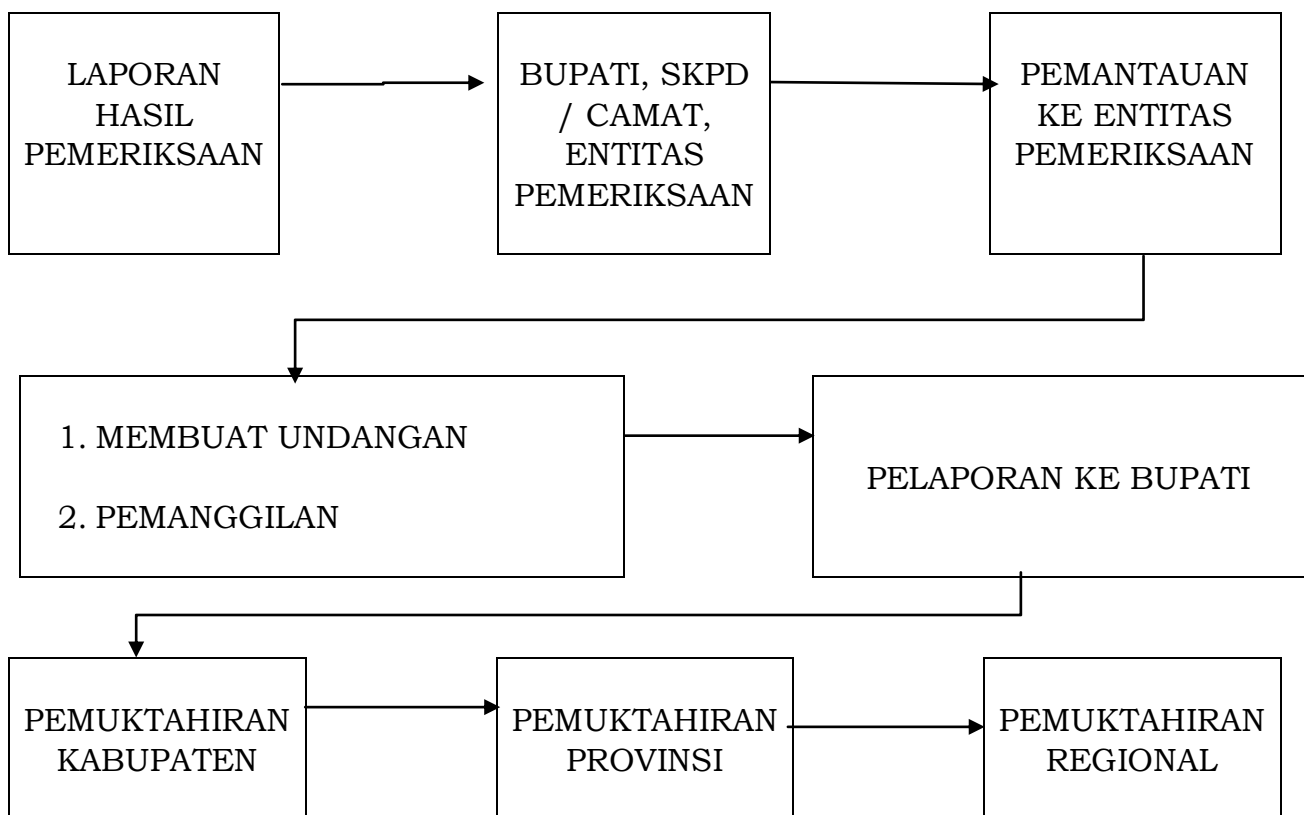 LAPORAN
HASIL
PEMERIKSAAN
BUPATI, SKPD
/ CAMAT,
ENTITAS
PEMERIKSAAN
PEMANTAUAN
KE ENTITAS
PEMERIKSAAN
1. MEMBUAT UNDANGAN
2. PEMANGGILAN
PELAPORAN KE BUPATI
PEMUKTAHIRAN
KABUPATEN
PEMUKTAHIRAN
PROVINSI
PEMUKTAHIRAN
REGIONAL